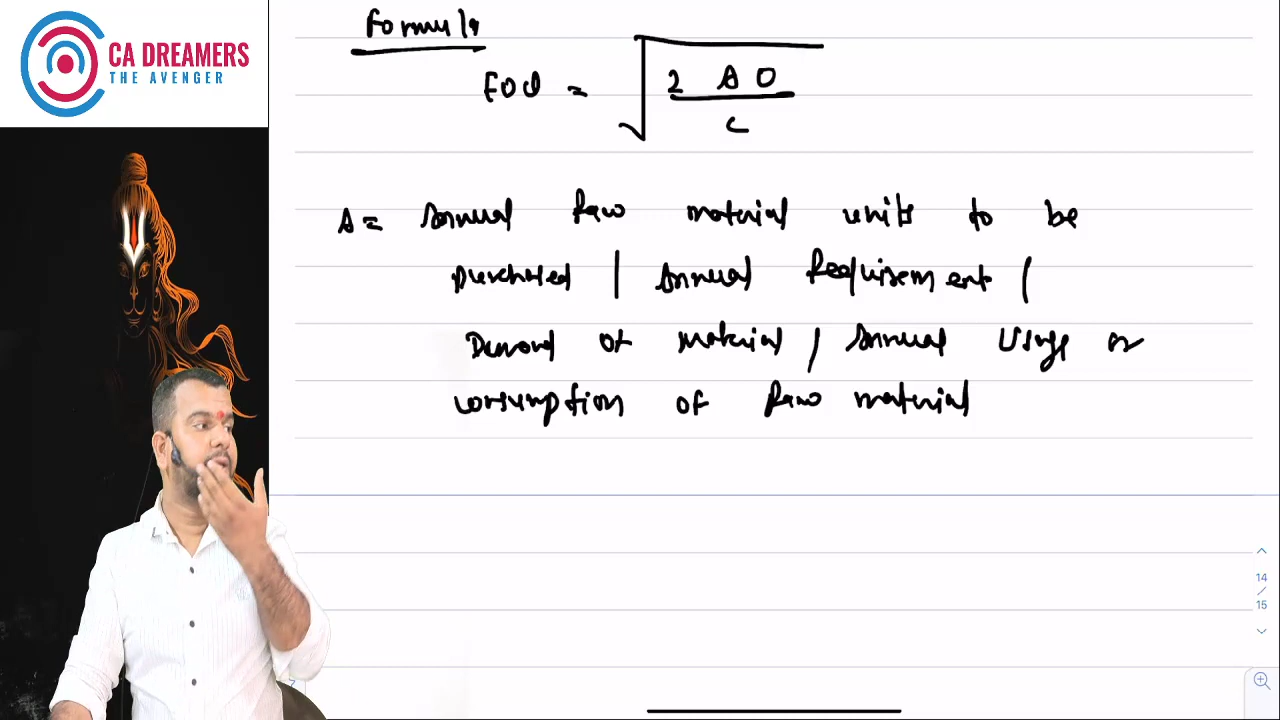 CA DREAMERS
THE AVENGER
Formula
EOQ = √ 2 A O
C
A = Annual Raw material units to be
purchased | Annual Requirement |
Demand of material | Annual Usage or
consumption of Raw material
14
/
15